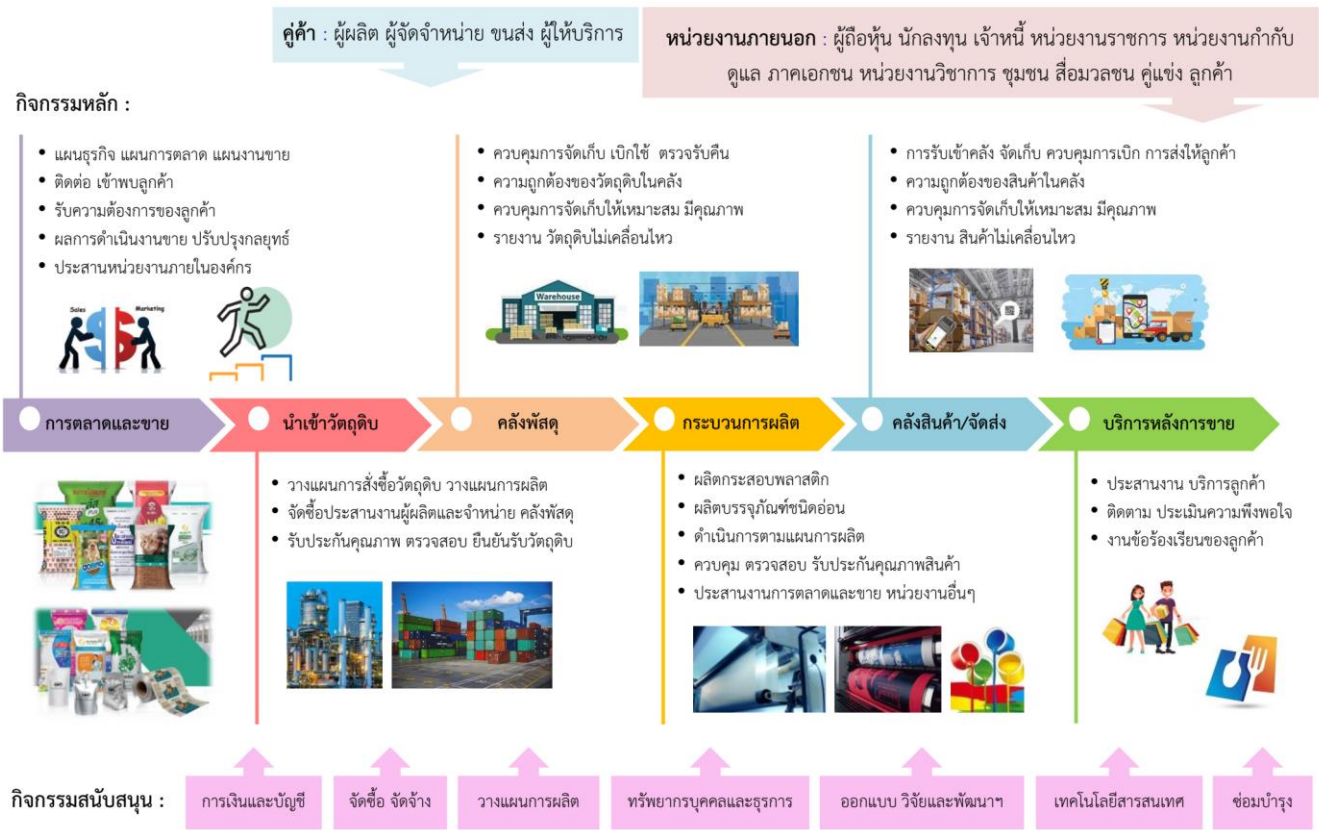 คู่ค้า : ผู้ผลิต ผู้จัดจำหน่าย ขนส่ง ผู้ให้บริการ
หน่วยงานภายนอก : ผู้ถือหุ้น นักลงทุน เจ้าหนี้ หน่วยงานราชการ หน่วยงานกำกับ
ดูแล ภาคเอกชน หน่วยงานวิชาการ ชุมชน สื่อมวลชน คู่แข่ง ลูกค้า
กิจกรรมหลัก :
• แผนธุรกิจ แผนการตลาด แผนงานขาย
• ติดต่อ เข้าพบลูกค้า
• รับความต้องการของลูกค้า
• ผลการดำเนินงานขาย ปรับปรุงกลยุทธ์
• ประสานหน่วยงานภายในองค์กร
Sales
Marketing
• ควบคุมการจัดเก็บ เบิกใช้ ตรวจรับคืน
• ความถูกต้องของวัตถุดิบในคลัง
• ควบคุมการจัดเก็บให้เหมาะสม มีคุณภาพ
• รายงาน วัตถุดิบไม่เคลื่อนไหว
Warehouse
• การรับเข้าคลัง จัดเก็บ ควบคุมการเบิก การส่งให้ลูกค้า
• ความถูกต้องของสินค้าในคลัง
• ควบคุมการจัดเก็บให้เหมาะสม มีคุณภาพ
• รายงาน สินค้าไม่เคลื่อนไหว
การตลาดและขาย
นำเข้าวัตถุดิบ
คลังพัสดุ
กระบวนการผลิต
คลังสินค้า/จัดส่ง
บริการหลังการขาย
• วางแผนการสั่งซื้อวัตถุดิบ วางแผนการผลิต
• จัดซื้อประสานงานผู้ผลิตและจำหน่าย คลังพัสดุ
• รับประกันคุณภาพ ตรวจสอบ ยืนยันรับวัตถุดิบ
• ผลิตกระสอบพลาสติก
• ผลิตบรรจุภัณฑ์ชนิดอ่อน
• ดำเนินการตามแผนการผลิต
• ควบคุม ตรวจสอบ รับประกันคุณภาพสินค้า
• ประสานงานการตลาดและขาย หน่วยงานอื่นๆ
• ประสานงาน บริการลูกค้า
• ติดตาม ประเมินความพึงพอใจ
• งานข้อร้องเรียนของลูกค้า
กิจกรรมสนับสนุน :
การเงินและบัญชี
จัดซื้อ จัดจ้าง
วางแผนการผลิต
ทรัพยากรบุคคลและธุรการ
ออกแบบ วิจัยและพัฒนาฯ
เทคโนโลยีสารสนเทศ
ซ่อมบำรุง